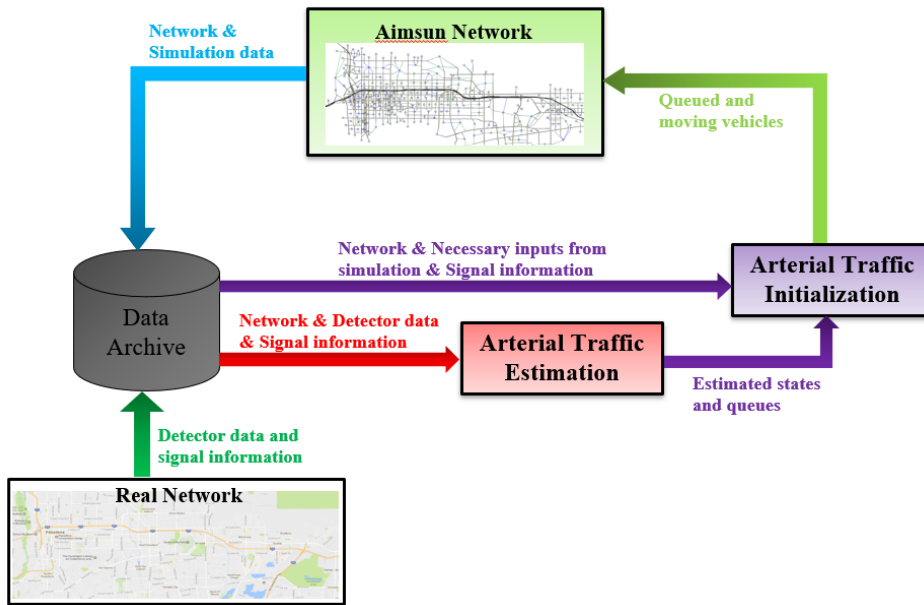 Network &
Simulation data
Aimsun Network
Queued and
moving vehicles
Network & Necessary inputs from
simulation & Signal information
Arterial Traffic
Initialization
Data
Archive
Network & Detector data
& Signal information
Arterial Traffic
Estimation
Estimated states
and queues
Detector data and
signal information
Real Network